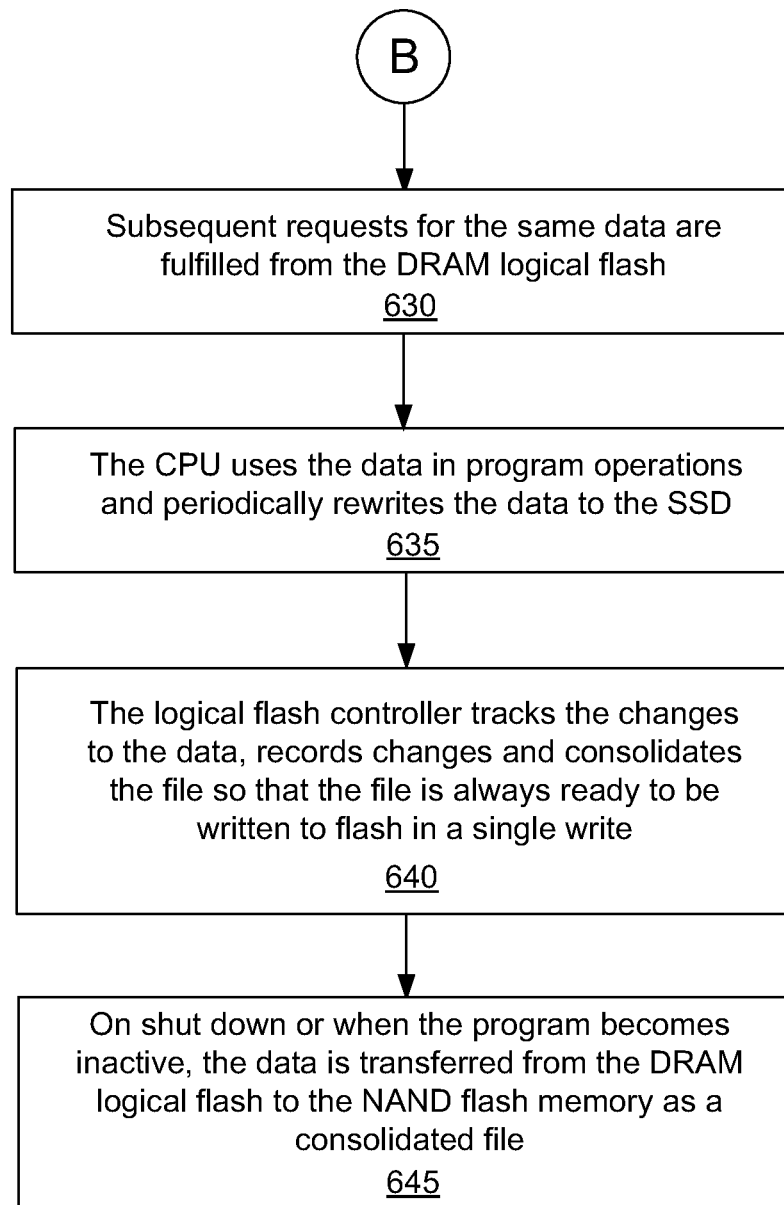 B
Subsequent requests for the same data are
fulfilled from the DRAM logical flash
630
The CPU uses the data in program operations
and periodically rewrites the data to the SSD
635
The logical flash controller tracks the changes
to the data, records changes and consolidates
the file so that the file is always ready to be
written to flash in a single write
640
On shut down or when the program becomes
inactive, the data is transferred from the DRAM
logical flash to the NAND flash memory as a
consolidated file
645